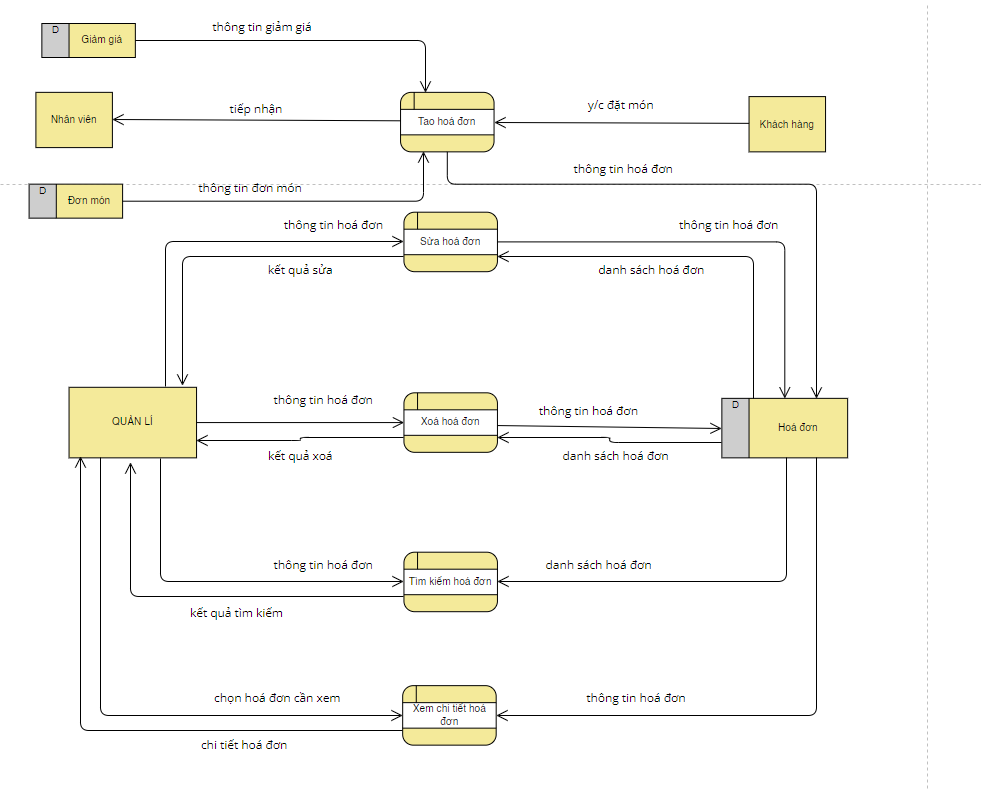 thông tin giảm giá
D
Giảm giá
Nhân viên
tiếp nhận
Tao hoá đơn
y/c đặt món
Khách hàng
thông tin hoá đơn
D
Đơn món
thông tin đơn món
thông tin hoá đơn
Sửa hoá đơn
thông tin hoá đơn
kết quả sửa
danh sách hoá đơn
QUẢN LÍ
thông tin hoá đơn
Xoá hoá đơn
thông tin hoá đơn
D
Hoá đơn
kết quả xoá
danh sách hoá đơn
thông tin hoá đơn
Tìm kiếm hoá đơn
danh sách hoá đơn
kết quả tìm kiếm
chọn hoá đơn cần xem
Xem chi tiết hoá
đơn
thông tin hoá đơn
chi tiết hoá đơn